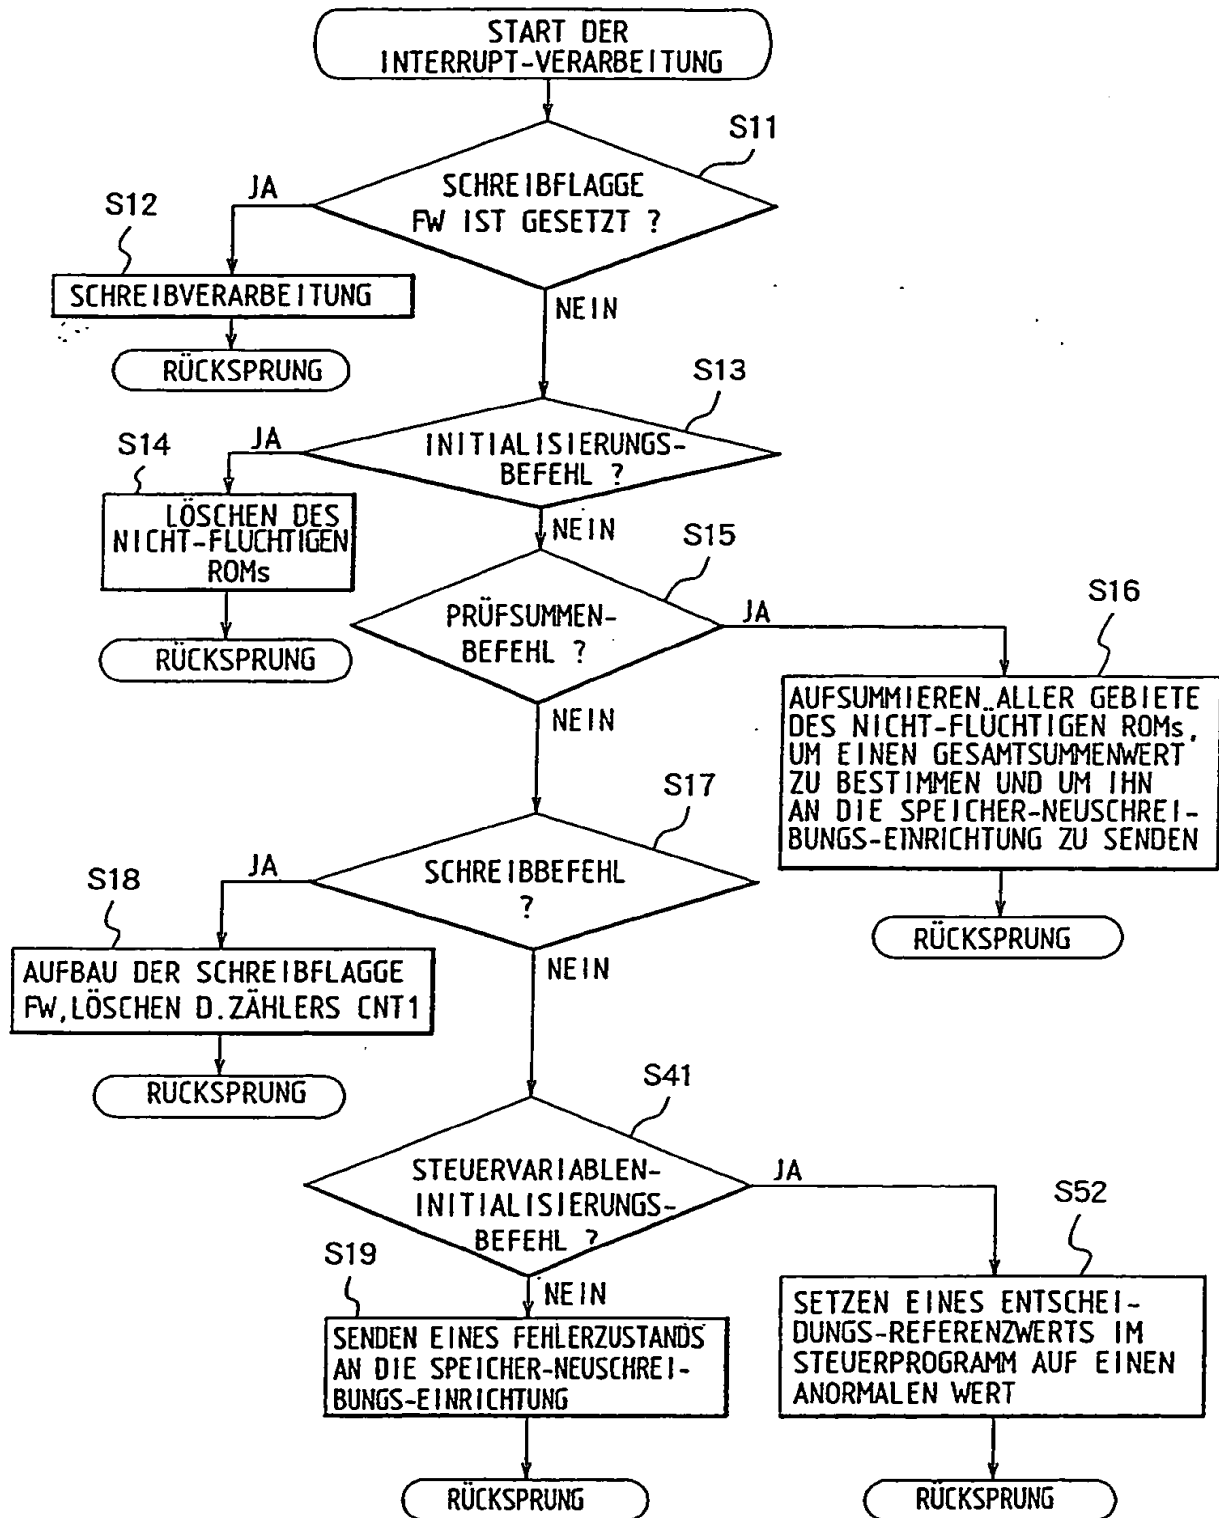 START DER
INTERRUPT-VERARBEITUNG
S11
SCHREIBFLAGGE
FW IST GESETZT ?
JA
S12
SCHREIBVERARBEITUNG
RÜCKSPRUNG
NEIN
S13
INITIALISIERUNGS-
BEFEHL ?
JA
S14
LÖSCHEN DES
NICHT-FLÜCHTIGEN
ROMs
RÜCKSPRUNG
NEIN
S15
PRÜFSUMMEN-
BEFEHL ?
JA
S16
AUFSUMMIEREN ALLER GEBIETE
DES NICHT-FLÜCHTIGEN ROMs,
UM EINEN GESAMTSUMMENWERT
ZU BESTIMMEN UND UM IHN
AN DIE SPEICHER-NEUSCHREI-
BUNGS-EINRICHTUNG ZU SENDEN
RÜCKSPRUNG
NEIN
S17
SCHREIBBEFEHL
?
JA
S18
AUFBAU DER SCHREIBFLAGGE
FW, LÖSCHEN D. ZÄHLERS CNT1
RUCKSPRUNG
NEIN
S41
STEUERVARIABLEN-
INITIALISIERUNGS-
BEFEHL ?
JA
S52
SETZEN EINES ENTSCHEI-
DUNGS-REFERENZWERTS IM
STEUERPROGRAMM AUF EINEN
ANORMALEN WERT
RÜCKSPRUNG
NEIN
S19
SENDEN EINES FEHLERZUSTANDS
AN DIE SPEICHER-NEUSCHREI-
BUNGS-EINRICHTUNG
RÜCKSPRUNG